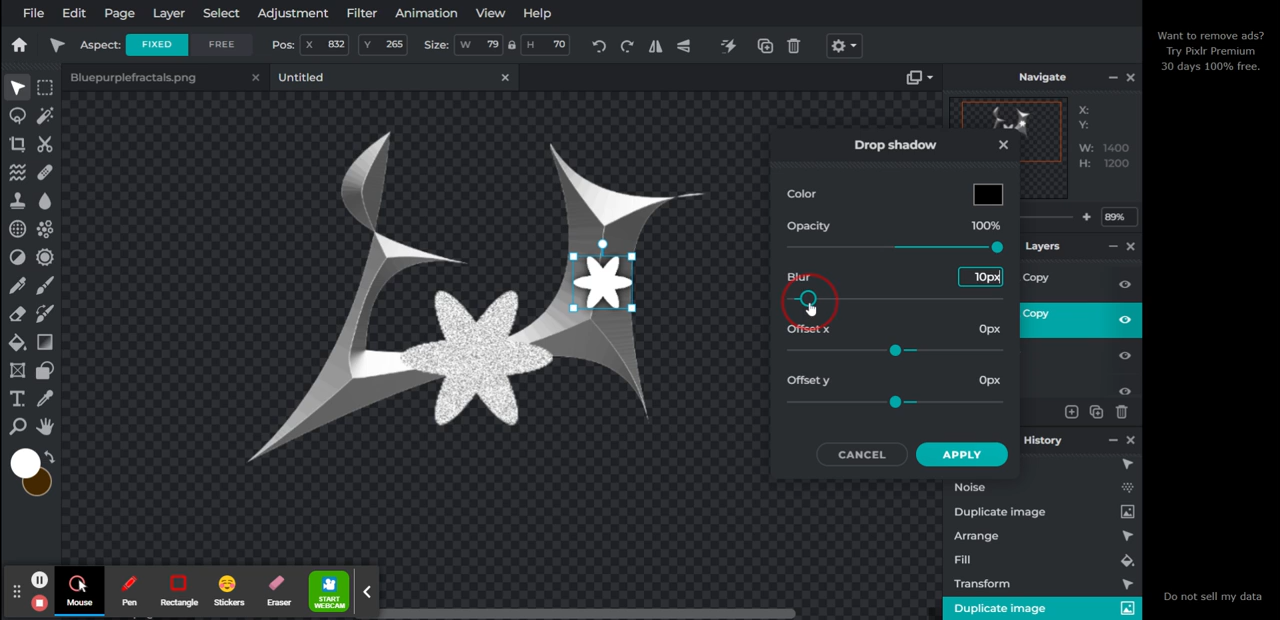 File Edit Page Layer Select Adjustment Filter Animation View Help
Want to remove ads?
Try Pixlr Premium
30 days 100% free.
Aspect: FIXED FREE Pos: X 832 Y 265 Size: W 79 H 70
Bluepurplefractals.png
Untitled
Navigate
X:
Y:
W: 1400
H: 1200
89%
Drop shadow
Color
Opacity 100%
Blur 10px
Offset x 0px
Offset y 0px
CANCEL APPLY
Layers
Copy
Copy
History
Noise
Duplicate image
Arrange
Fill
Transform
Duplicate image
T
Mouse
Pen
Rectangle
Stickers
Eraser
START
WEBCAM
Do not sell my data